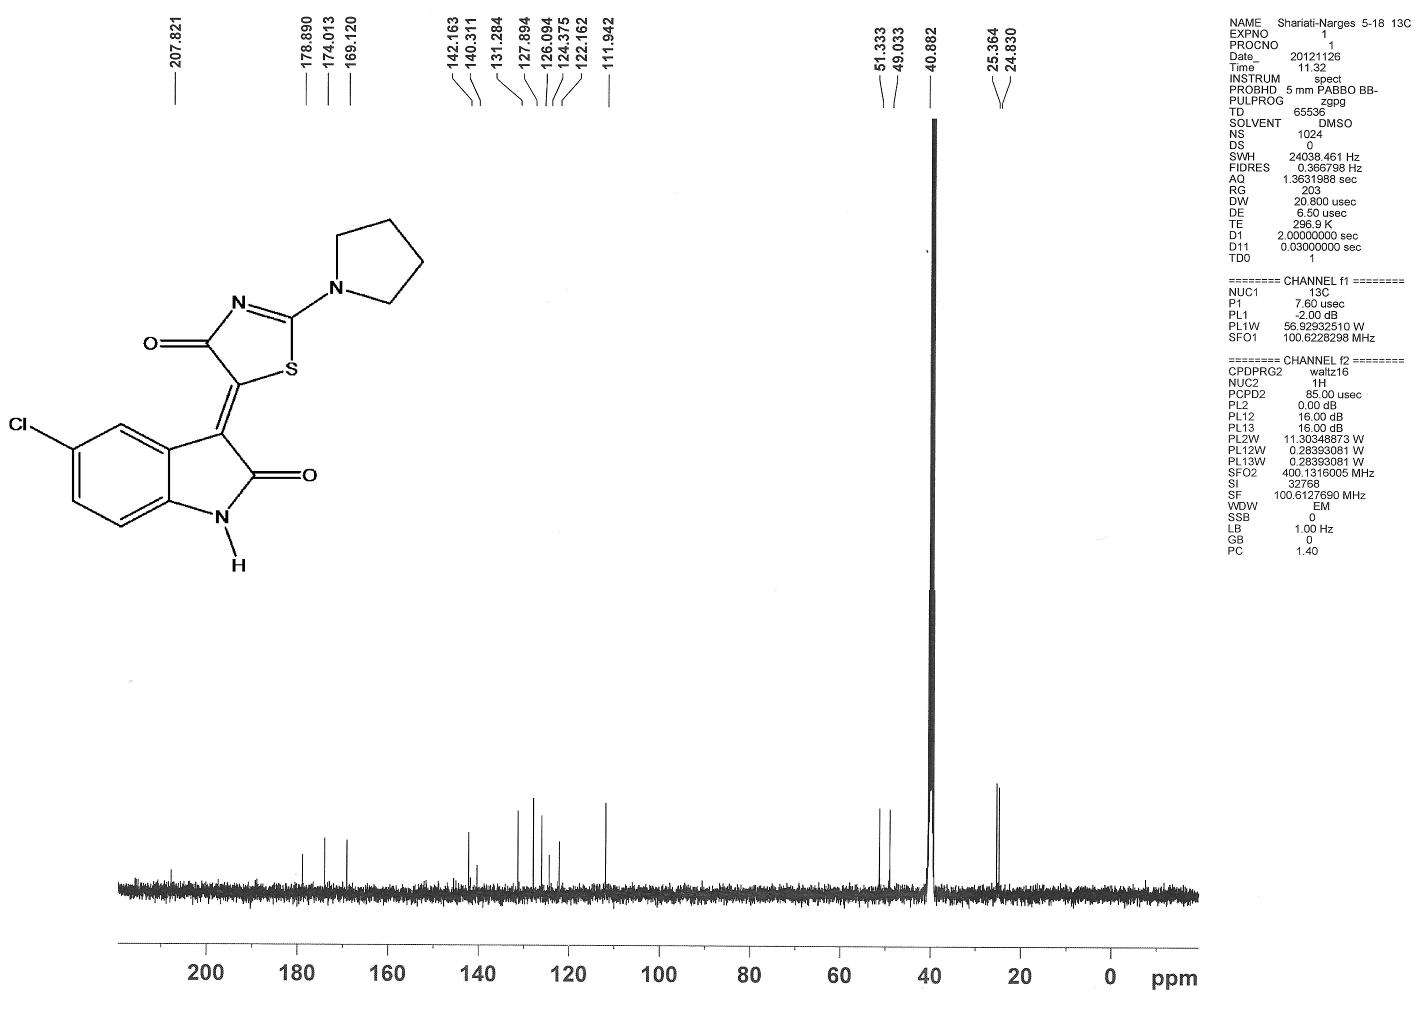 207.821
178.890
174.013
169.120
142.163
140.311
131.284
127.894
126.094
124.375
122.162
111.942
51.333
49.033
40.882
25.364
24.830
NAME Shariati-Narges 5-18 13C
EXPNO 1
PROCNO 1
Date_ 20121126
Time 11.32
INSTRUM spect
PROBHD 5 mm PABBO BB-
PULPROG zgpg
TD 65536
SOLVENT DMSO
NS 1024
DS 0
SWH 24038.461 Hz
FIDRES 0.366798 Hz
AQ 1.3631988 sec
RG 203
DW 20.800 usec
DE 6.50 usec
TE 296.9 K
D1 2.00000000 sec
D11 0.03000000 sec
TD0 1
======== CHANNEL f1 ========
NUC1 13C
P1 7.60 usec
PL1 -2.00 dB
PL1W 56.92932510 W
SFO1 100.6228298 MHz
======== CHANNEL f2 ========
CPDPRG2 waltz16
NUC2 1H
PCPD2 85.00 usec
PL2 0.00 dB
PL12 16.00 dB
PL13 16.00 dB
PL2W 11.30348873 W
PL12W 0.28393081 W
PL13W 0.28393081 W
SFO2 400.1316005 MHz
SI 32768
SF 100.6127690 MHz
WDW EM
SSB 0
LB 1.00 Hz
GB 0
PC 1.40
N
N
O
S
Cl
O
N
H
200 180 160 140 120 100 80 60 40 20 0 ppm